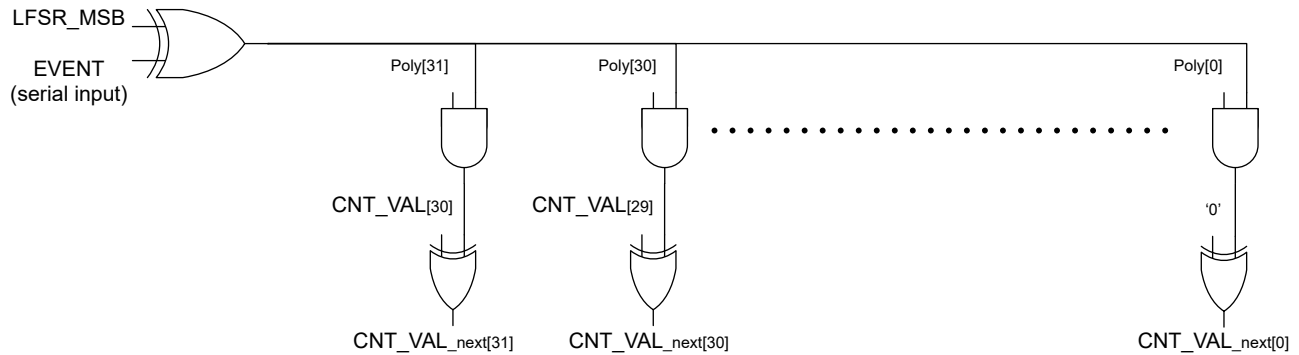 LFSR_MSB
EVENT
(serial input)
Poly[31]
Poly[30]
Poly[0]
CNT_VAL[30]
CNT_VAL[29]
‘0’
CNT_VAL_next[31]
CNT_VAL_next[30]
CNT_VAL_next[0]